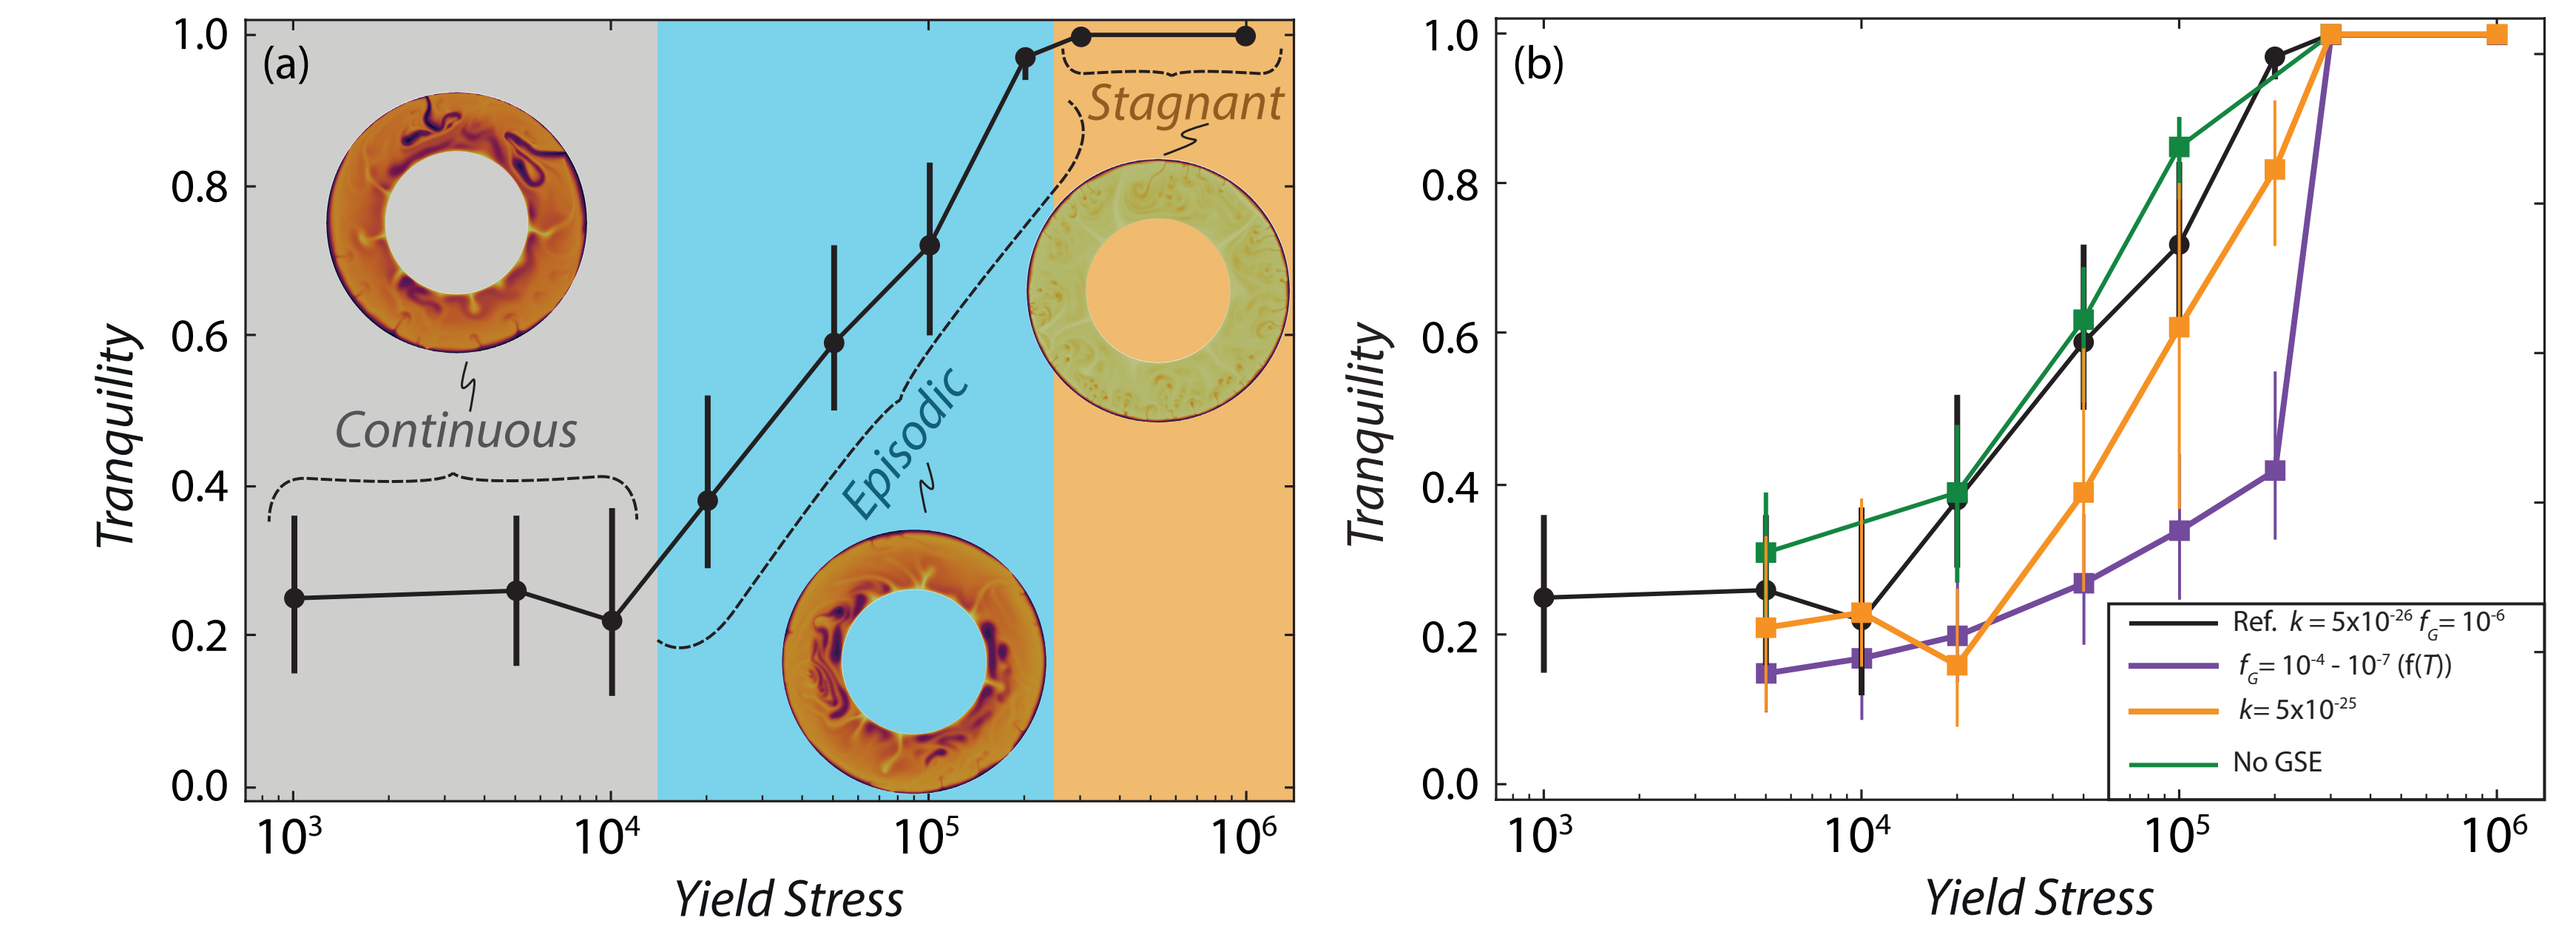 (a)
Tranquility
1.0
0.8
0.6
0.4
0.2
0.0
Continuous
Episodic
Stagnant
10³
10⁴
10⁵
10⁶
Yield Stress
(b)
Tranquility
1.0
0.8
0.6
0.4
0.2
0.0
Ref. k = 5x10⁻²⁶ f_G= 10⁻⁶
f_G= 10⁻⁴ - 10⁻⁷ (f(T))
k= 5x10⁻²⁵
No GSE
10³
10⁴
10⁵
10⁶
Yield Stress